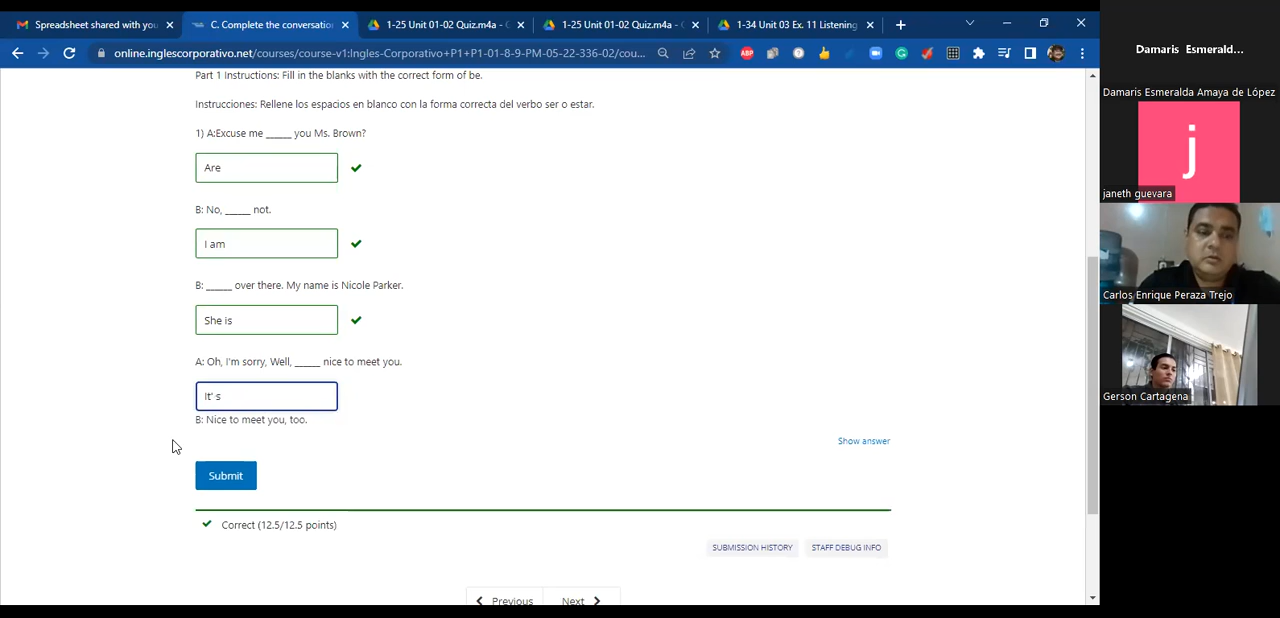 Spreadsheet shared with you
C. Complete the conversatio
1-25 Unit 01-02 Quiz.m4a - G
1-25 Unit 01-02 Quiz.m4a - G
1-34 Unit 03 Ex. 11 Listening
online.inglescorporativo.net/courses/course-v1:Ingles-Corporativo+P1+P1-01-8-9-PM-05-22-336-02/cou...
Part 1 Instructions: Fill in the blanks with the correct form of be.
Instrucciones: Rellene los espacios en blanco con la forma correcta del verbo ser o estar.
1) A:Excuse me _____ you Ms. Brown?
Are
B: No, _____ not.
I am
B: _____ over there. My name is Nicole Parker.
She is
A: Oh, I'm sorry, Well, _____ nice to meet you.
It' s
B: Nice to meet you, too.
Show answer
Submit
Correct (12.5/12.5 points)
SUBMISSION HISTORY
STAFF DEBUG INFO
Previous
Next
Damaris Esmerald...
Damaris Esmeralda Amaya de López
j
janeth guevara
Carlos Enrique Peraza Trejo
Gerson Cartagena